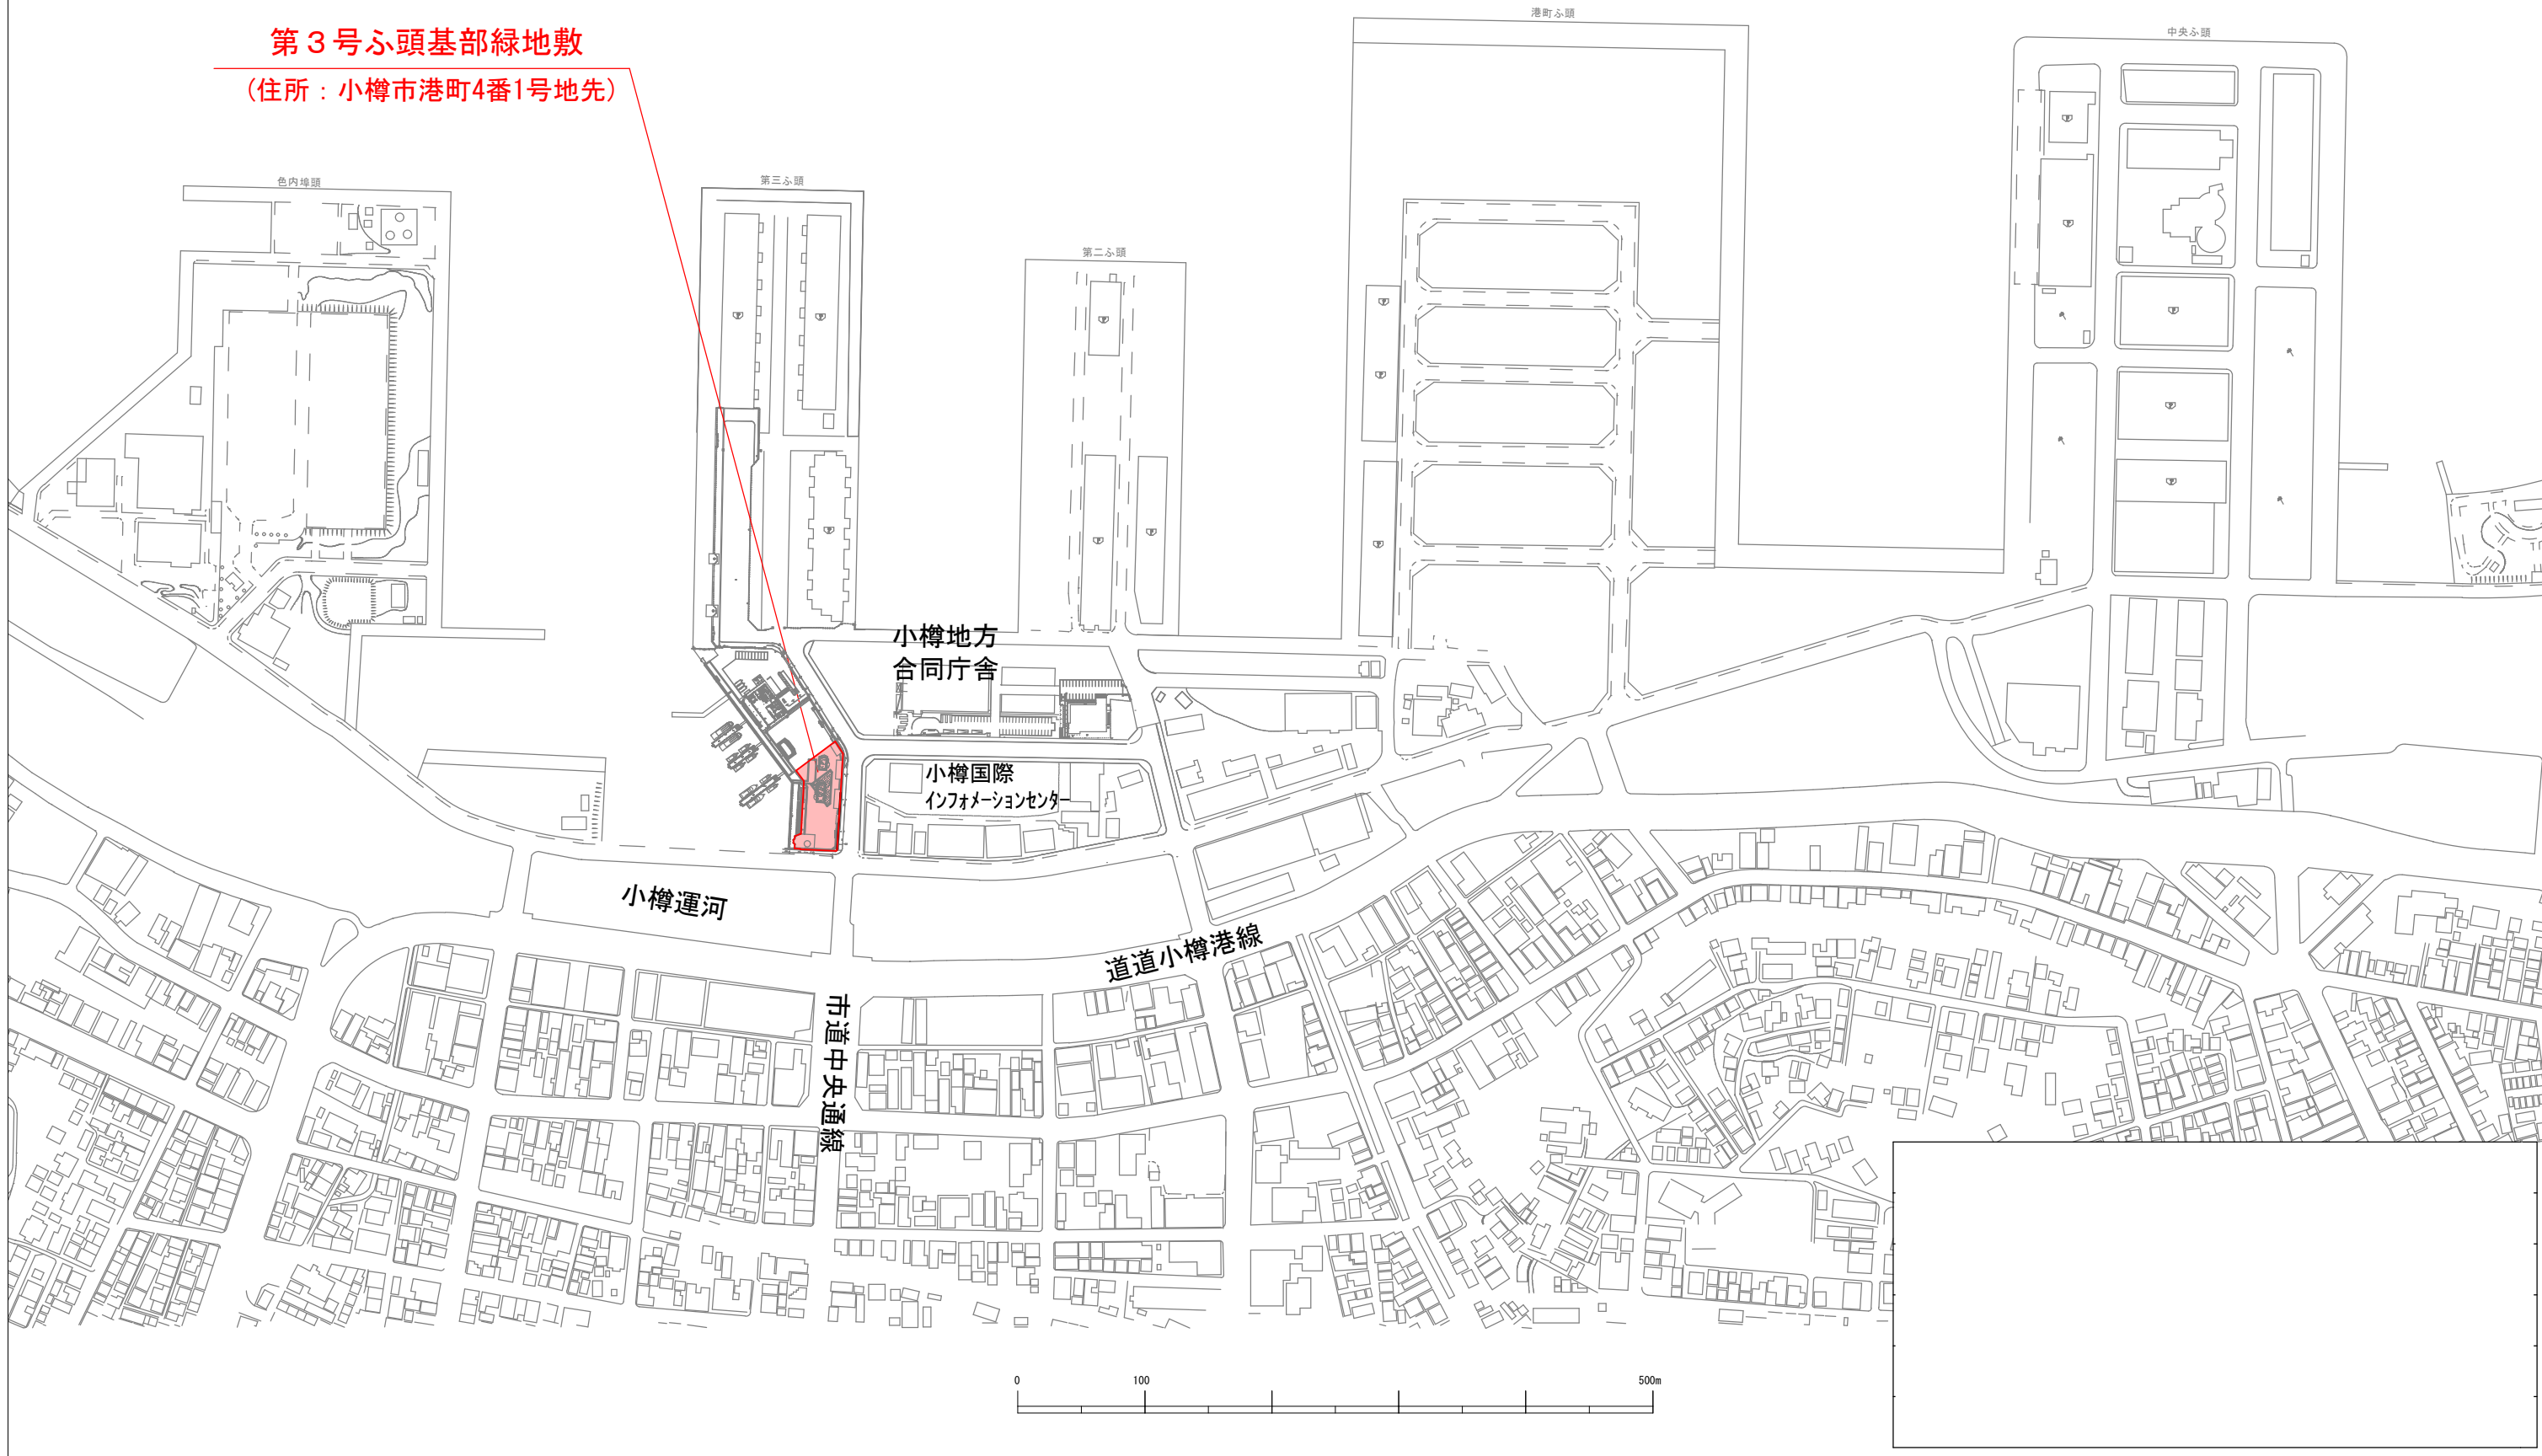 第３号ふ頭基部緑地敷
(住所：小樽市港町4番1号地先)
港町ふ頭
中央ふ頭
色内埠頭
第三ふ頭
第二ふ頭
小樽地方
合同庁舎
小樽国際
インフォメーションセンター
小樽運河
道道小樽港線
市道中央通線
0 100 500m